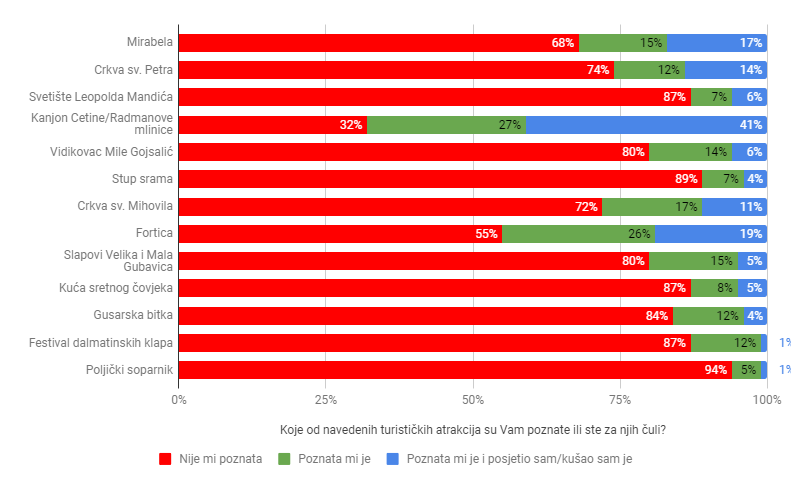 Mirabela 68% 15% 17%
Crkva sv. Petra 74% 12% 14%
Svetište Leopolda Mandića 87% 7% 6%
Kanjon Cetine/Radmanove
mlinice 32% 27% 41%
Vidikovac Mile Gojsalić 80% 14% 6%
Stup srama 89% 7% 4%
Crkva sv. Mihovila 72% 17% 11%
Fortica 55% 26% 19%
Slapovi Velika i Mala
Gubavica 80% 15% 5%
Kuća sretnog čovjeka 87% 8% 5%
Gusarska bitka 84% 12% 4%
Festival dalmatinskih klapa 87% 12% 1%
Poljički soparnik 94% 5% 1%
0% 25% 50% 75% 100%
Koje od navedenih turističkih atrakcija su Vam poznate ili ste za njih čuli?
Nije mi poznata Poznata mi je Poznata mi je i posjetio sam/kušao sam je